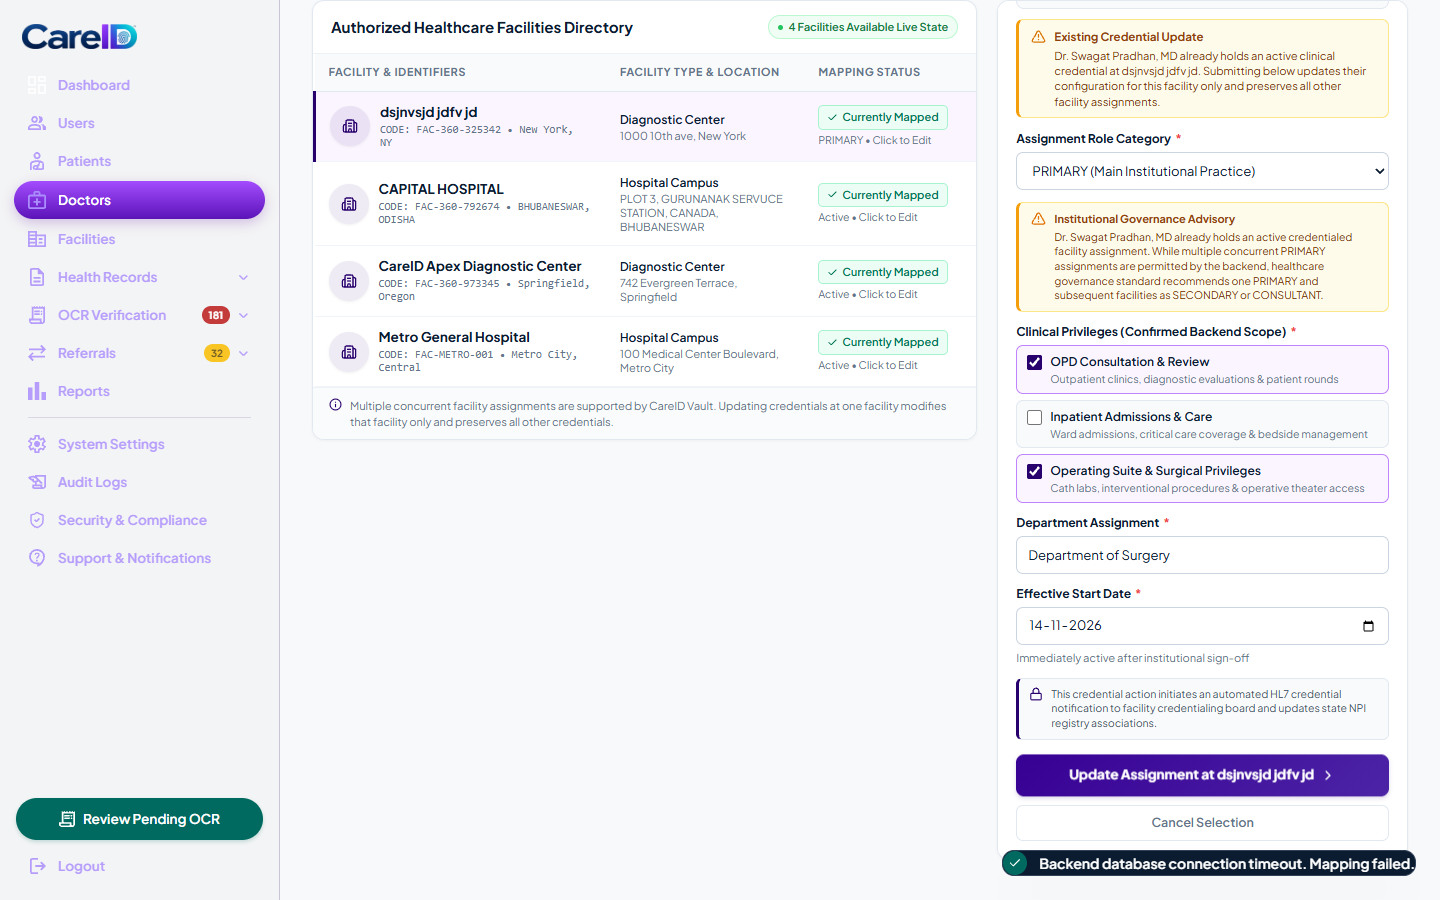 CareID
Dashboard
Users
Patients
Doctors
Facilities
Health Records
OCR Verification 181
Referrals 32
Reports
System Settings
Audit Logs
Security & Compliance
Support & Notifications
Review Pending OCR
Logout
Authorized Healthcare Facilities Directory
4 Facilities Available Live State
FACILITY & IDENTIFIERS FACILITY TYPE & LOCATION MAPPING STATUS
dsjnvsjd jdfv jd
CODE: FAC-360-325342 • New York,
NY
Diagnostic Center
1000 10th ave, New York
Currently Mapped
PRIMARY • Click to Edit
CAPITAL HOSPITAL
CODE: FAC-360-792674 • BHUBANESWAR,
ODISHA
Hospital Campus
PLOT 3, GURUNANAK SERVUCE
STATION, CANADA.
BHUBANESWAR
Currently Mapped
Active • Click to Edit
CareID Apex Diagnostic Center
CODE: FAC-360-973345 • Springfield,
Oregon
Diagnostic Center
742 Evergreen Terrace,
Springfield
Currently Mapped
Active • Click to Edit
Metro General Hospital
CODE: FAC-METRO-001 • Metro City,
Central
Hospital Campus
100 Medical Center Boulevard,
Metro City
Currently Mapped
Active • Click to Edit
Multiple concurrent facility assignments are supported by CareID Vault. Updating credentials at one facility modifies
that facility only and preserves all other credentials.
Existing Credential Update
Dr. Swagat Pradhan, MD already holds an active clinical
credential at dsjnvsjd jdfv jd. Submitting below updates their
configuration for this facility only and preserves all other
facility assignments.
Assignment Role Category *
PRIMARY (Main Institutional Practice)
Institutional Governance Advisory
Dr. Swagat Pradhan, MD already holds an active credentialed
facility assignment. While multiple concurrent PRIMARY
assignments are permitted by the backend, healthcare
governance standard recommends one PRIMARY and
subsequent facilities as SECONDARY or CONSULTANT.
Clinical Privileges (Confirmed Backend Scope) *
OPD Consultation & Review
Outpatient clinics, diagnostic evaluations & patient rounds
Inpatient Admissions & Care
Ward admissions, critical care coverage & bedside management
Operating Suite & Surgical Privileges
Cath labs, interventional procedures & operative theater access
Department Assignment *
Department of Surgery
Effective Start Date *
14-11-2026
Immediately active after institutional sign-off
This credential action initiates an automated HL7 credential
notification to facility credentialing board and updates state NPI
registry associations.
Update Assignment at dsjnvsjd jdfv jd
Cancel Selection
Backend database connection timeout. Mapping failed.